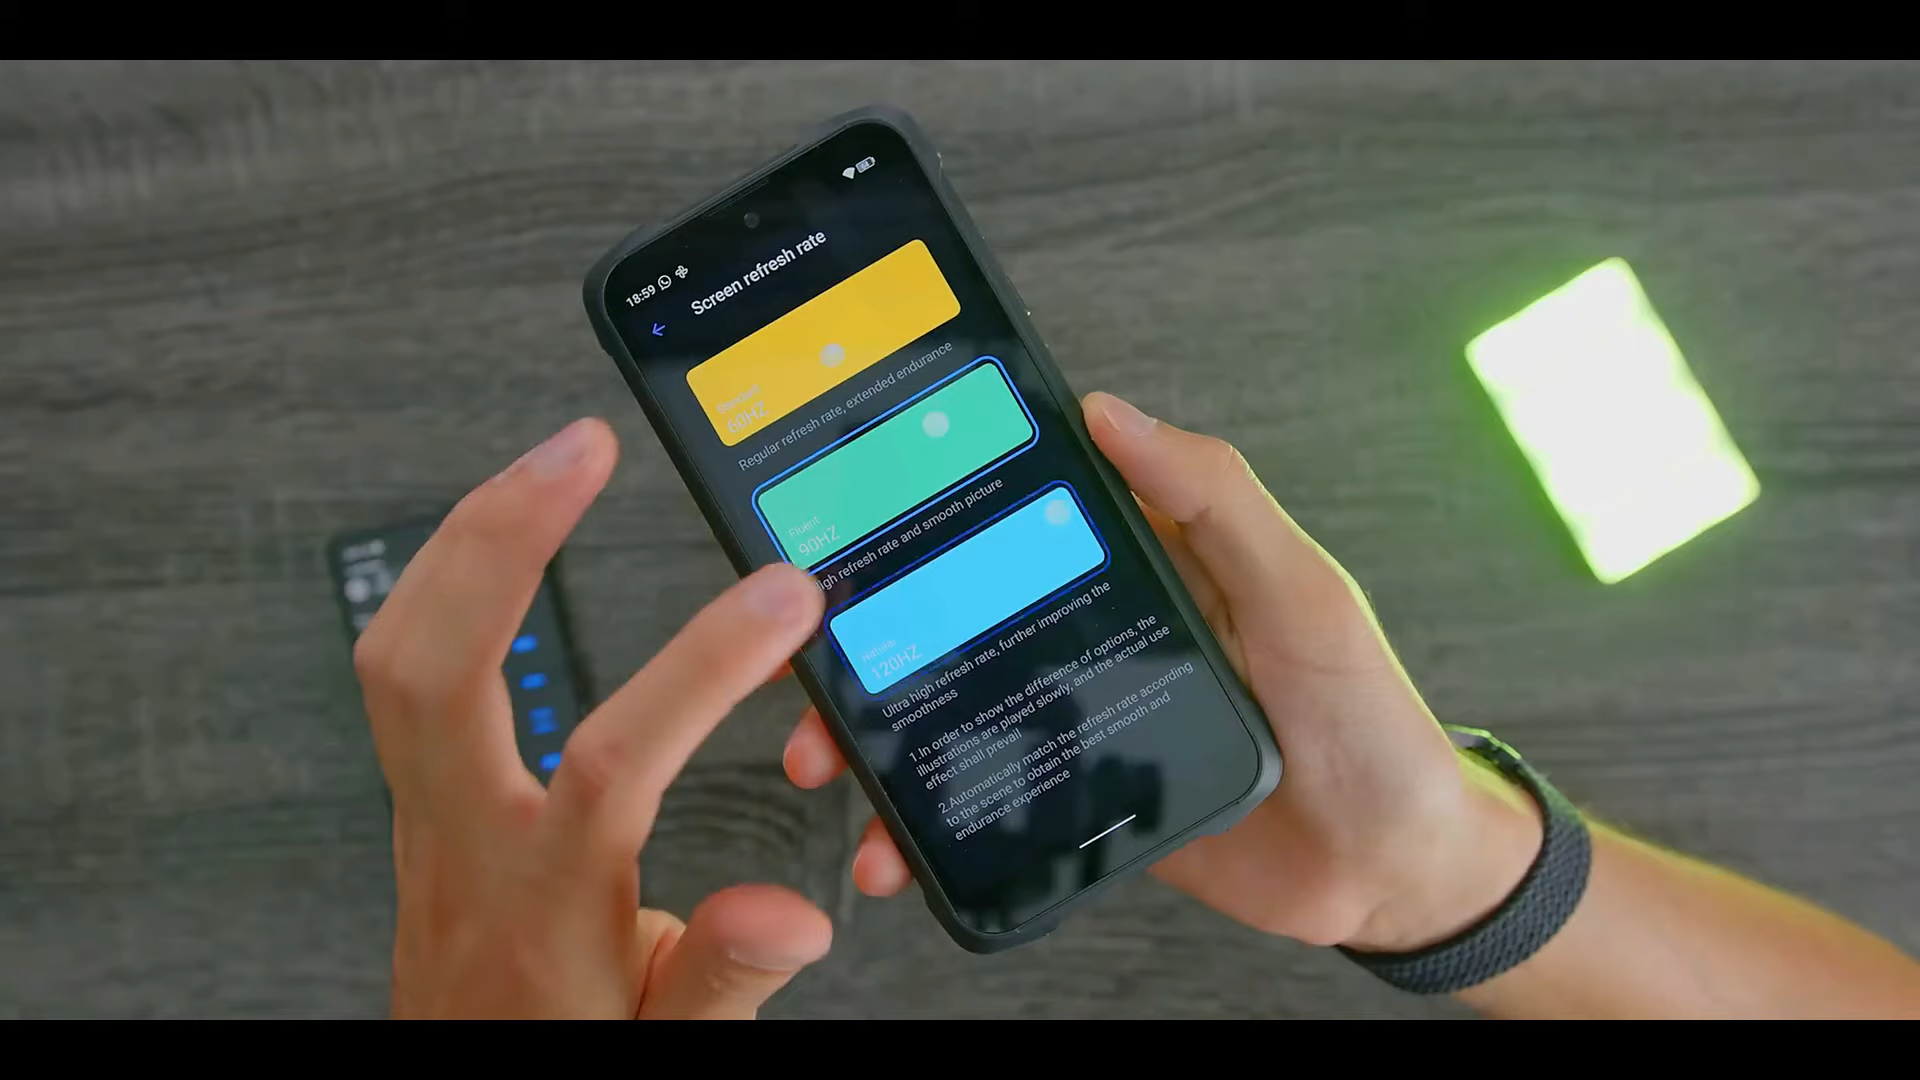 18:59
Screen refresh rate
Standard
60HZ
Regular refresh rate, extended endurance
Fluent
90HZ
High refresh rate and smooth picture
120HZ
Ultra high refresh rate, further improving the
smoothness
1.In order to show the difference of options, the
illustrations are played slowly, and the actual use
effect shall prevail
2.Automatically match the refresh rate according
to the scene to obtain the best smooth and
endurance experience